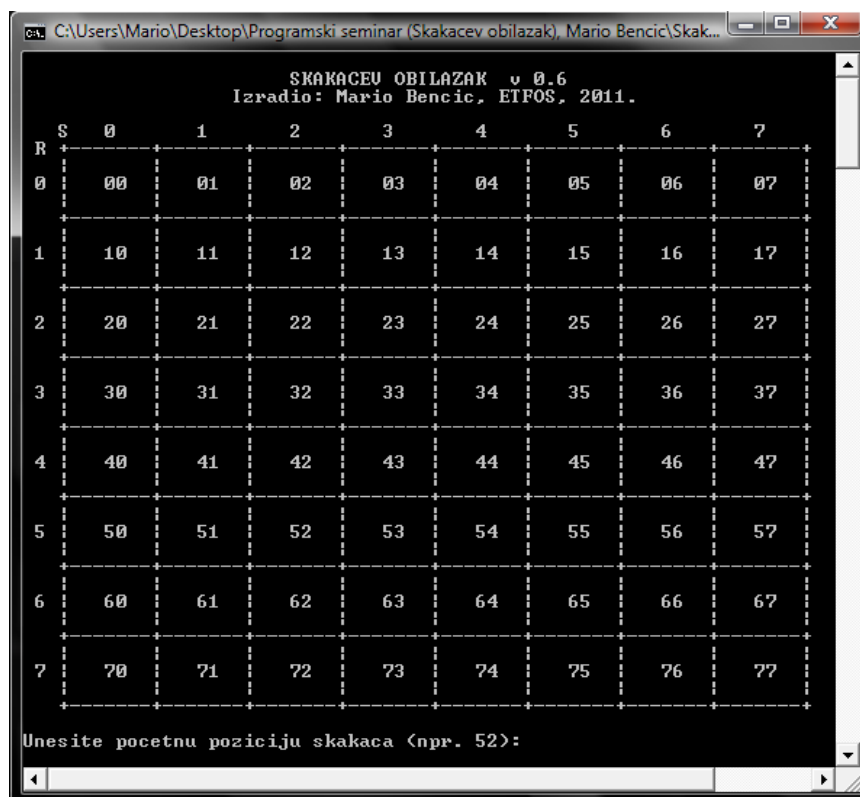 C:\Users\Mario\Desktop\Programski seminar (Skakacev obilazak), Mario Bencic\Skak...
SKAKACEV OBILAZAK v 0.6
Izradio: Mario Bencic, ETFOS, 2011.
S 0 1 2 3 4 5 6 7
R
0 00 01 02 03 04 05 06 07
1 10 11 12 13 14 15 16 17
2 20 21 22 23 24 25 26 27
3 30 31 32 33 34 35 36 37
4 40 41 42 43 44 45 46 47
5 50 51 52 53 54 55 56 57
6 60 61 62 63 64 65 66 67
7 70 71 72 73 74 75 76 77
Unesite pocetnu poziciju skakaca (npr. 52):